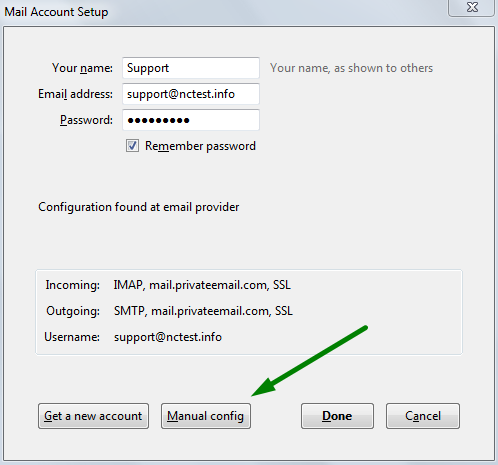 Mail Account Setup
Your name: Support Your name, as shown to others
Email address: support@nctest.info
Password: ●●●●●●●●●
Remember password
Configuration found at email provider
Incoming: IMAP, mail.privateemail.com, SSL
Outgoing: SMTP, mail.privateemail.com, SSL
Username: support@nctest.info
Get a new account Manual config Done Cancel